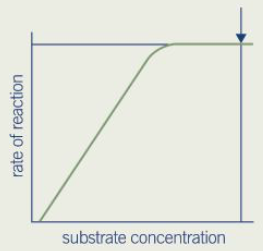 rate of reaction
substrate concentration